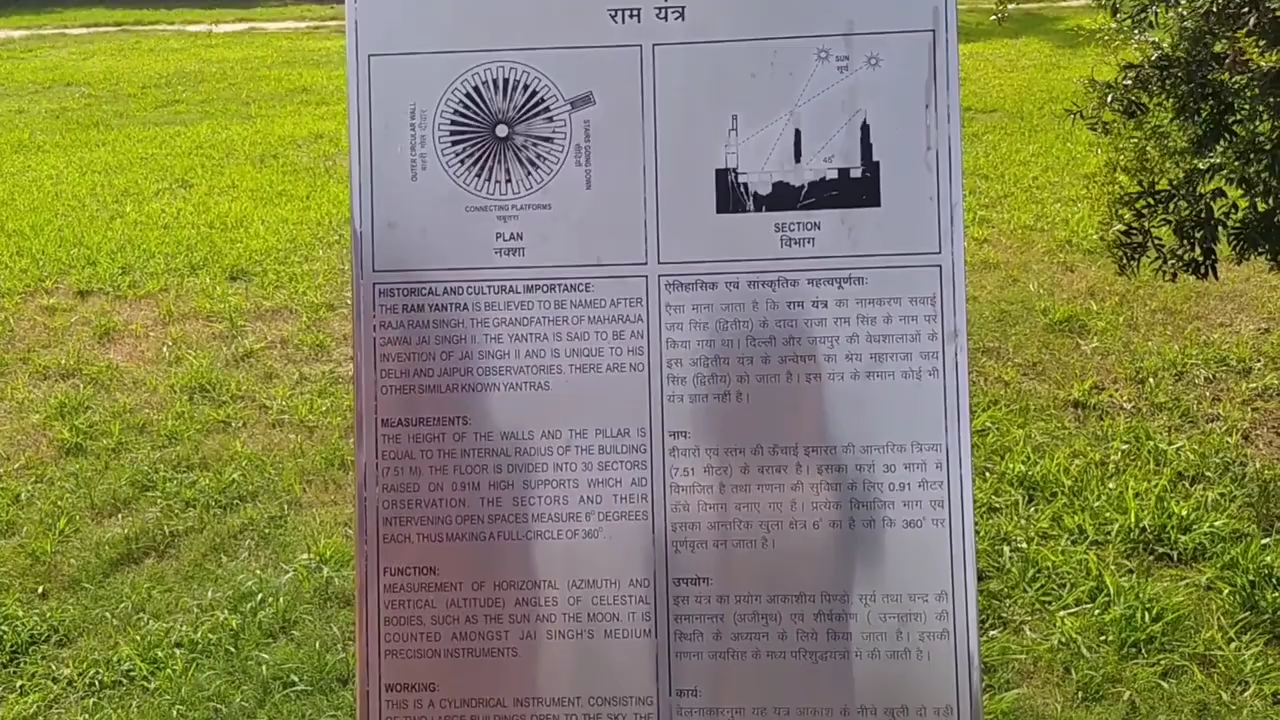 राम यंत्र
OUTER CIRCULAR WALL
बाहरी गोल दीवार
STAIRS GOING DOWN
सीढ़ियाँ
CONNECTING PLATFORMS
चबूतरा
PLAN
नक्शा
SUN
सूर्य
45°
SECTION
विभाग
HISTORICAL AND CULTURAL IMPORTANCE:
THE RAM YANTRA IS BELIEVED TO BE NAMED AFTER
RAJA RAM SINGH, THE GRANDFATHER OF MAHARAJA
SAWAI JAI SINGH II. THE YANTRA IS SAID TO BE AN
INVENTION OF JAI SINGH II AND IS UNIQUE TO HIS
DELHI AND JAIPUR OBSERVATORIES. THERE ARE NO
OTHER SIMILAR KNOWN YANTRAS.
MEASUREMENTS:
THE HEIGHT OF THE WALLS AND THE PILLAR IS
EQUAL TO THE INTERNAL RADIUS OF THE BUILDING
(7.51 M). THE FLOOR IS DIVIDED INTO 30 SECTORS
RAISED ON 0.91M HIGH SUPPORTS WHICH AID
OBSERVATION. THE SECTORS AND THEIR
INTERVENING OPEN SPACES MEASURE 6° DEGREES
EACH, THUS MAKING A FULL-CIRCLE OF 360°.
FUNCTION:
MEASUREMENT OF HORIZONTAL (AZIMUTH) AND
VERTICAL (ALTITUDE) ANGLES OF CELESTIAL
BODIES, SUCH AS THE SUN AND THE MOON. IT IS
COUNTED AMONGST JAI SINGH'S MEDIUM
PRECISION INSTRUMENTS.
WORKING:
THIS IS A CYLINDRICAL INSTRUMENT, CONSISTING
OF TWO LARGE BUILDINGS OPEN TO THE SKY. THE
ऐतिहासिक एवं सांस्कृतिक महत्वपूर्णताः
ऐसा माना जाता है कि राम यंत्र का नामकरण सवाई
जय सिंह (द्वितीय) के दादा राजा राम सिंह के नाम पर
किया गया था। दिल्ली और जयपुर की वेधशालाओं के
इस अद्वितीय यंत्र के अन्वेषण का श्रेय महाराजा जय
सिंह (द्वितीय) को जाता है। इस यंत्र के समान कोई भी
यंत्र ज्ञात नहीं है।
नापः
दीवारों एवं स्तंम की ऊँचाई इमारत की आन्तरिक त्रिज्या
(7.51 मीटर) के बराबर है। इसका फर्श 30 भागों में
विभाजित है तथा गणना की सुविधा के लिए 0.91 मीटर
ऊँचे विभाग बनाए गए हैं। प्रत्येक विभाजित भाग एवं
इसका आन्तरिक खुला क्षेत्र 6° का है जो कि 360° पर
पूर्णवृत्त बन जाता है।
उपयोगः
इस यंत्र का प्रयोग आकाशीय पिण्डो, सूर्य तथा चन्द्र की
समानान्तर (अजीमुथ) एवं शीर्षकोण ( उन्नतांश) की
स्थिति के अध्ययन के लिये किया जाता है। इसकी
गणना जयसिंह के मध्य परिशुद्धयंत्रों में की जाती है।
कार्यः
बेलनाकारनुमा यह यंत्र आकाश के नीचे खुली दो बड़ी